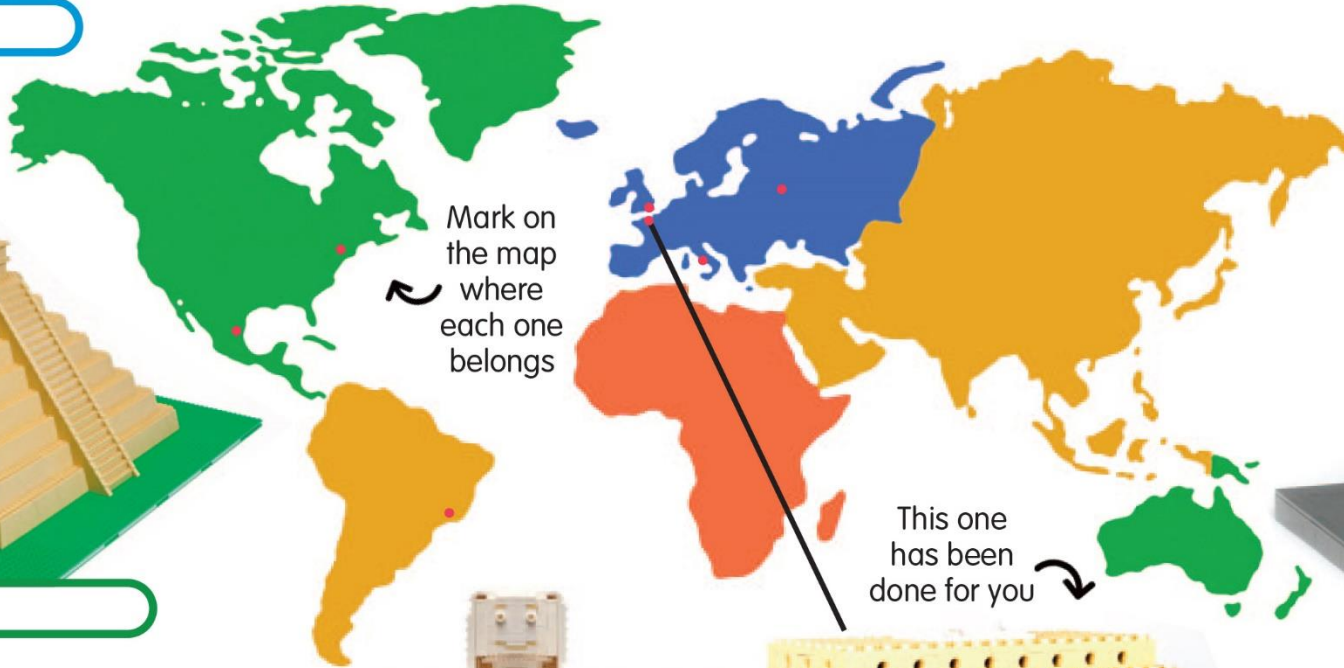 Mark on
the map
where
each one
belongs
This one
has been
done for you